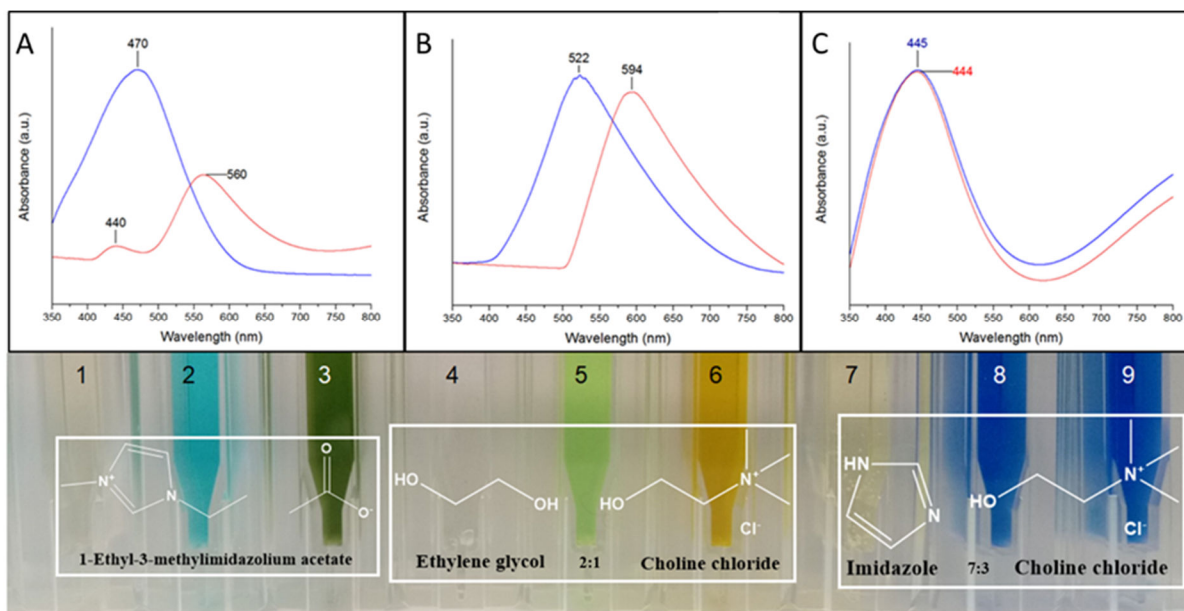 A
470
440
560
Absorbance (a.u.)
350 400 450 500 550 600 650 700 750 800
Wavelength (nm)
B
522
594
Absorbance (a.u.)
350 400 450 500 550 600 650 700 750 800
Wavelength (nm)
C
445
444
Absorbance (a.u.)
350 400 450 500 550 600 650 700 750 800
Wavelength (nm)
1 2 3 4 5 6 7 8 9
N⁺
N
O
O⁻
1-Ethyl-3-methylimidazolium acetate
HO
OH
HO
N⁺
Cl⁻
Ethylene glycol 2:1 Choline chloride
HN
N
HO
N⁺
Cl⁻
Imidazole 7:3 Choline chloride